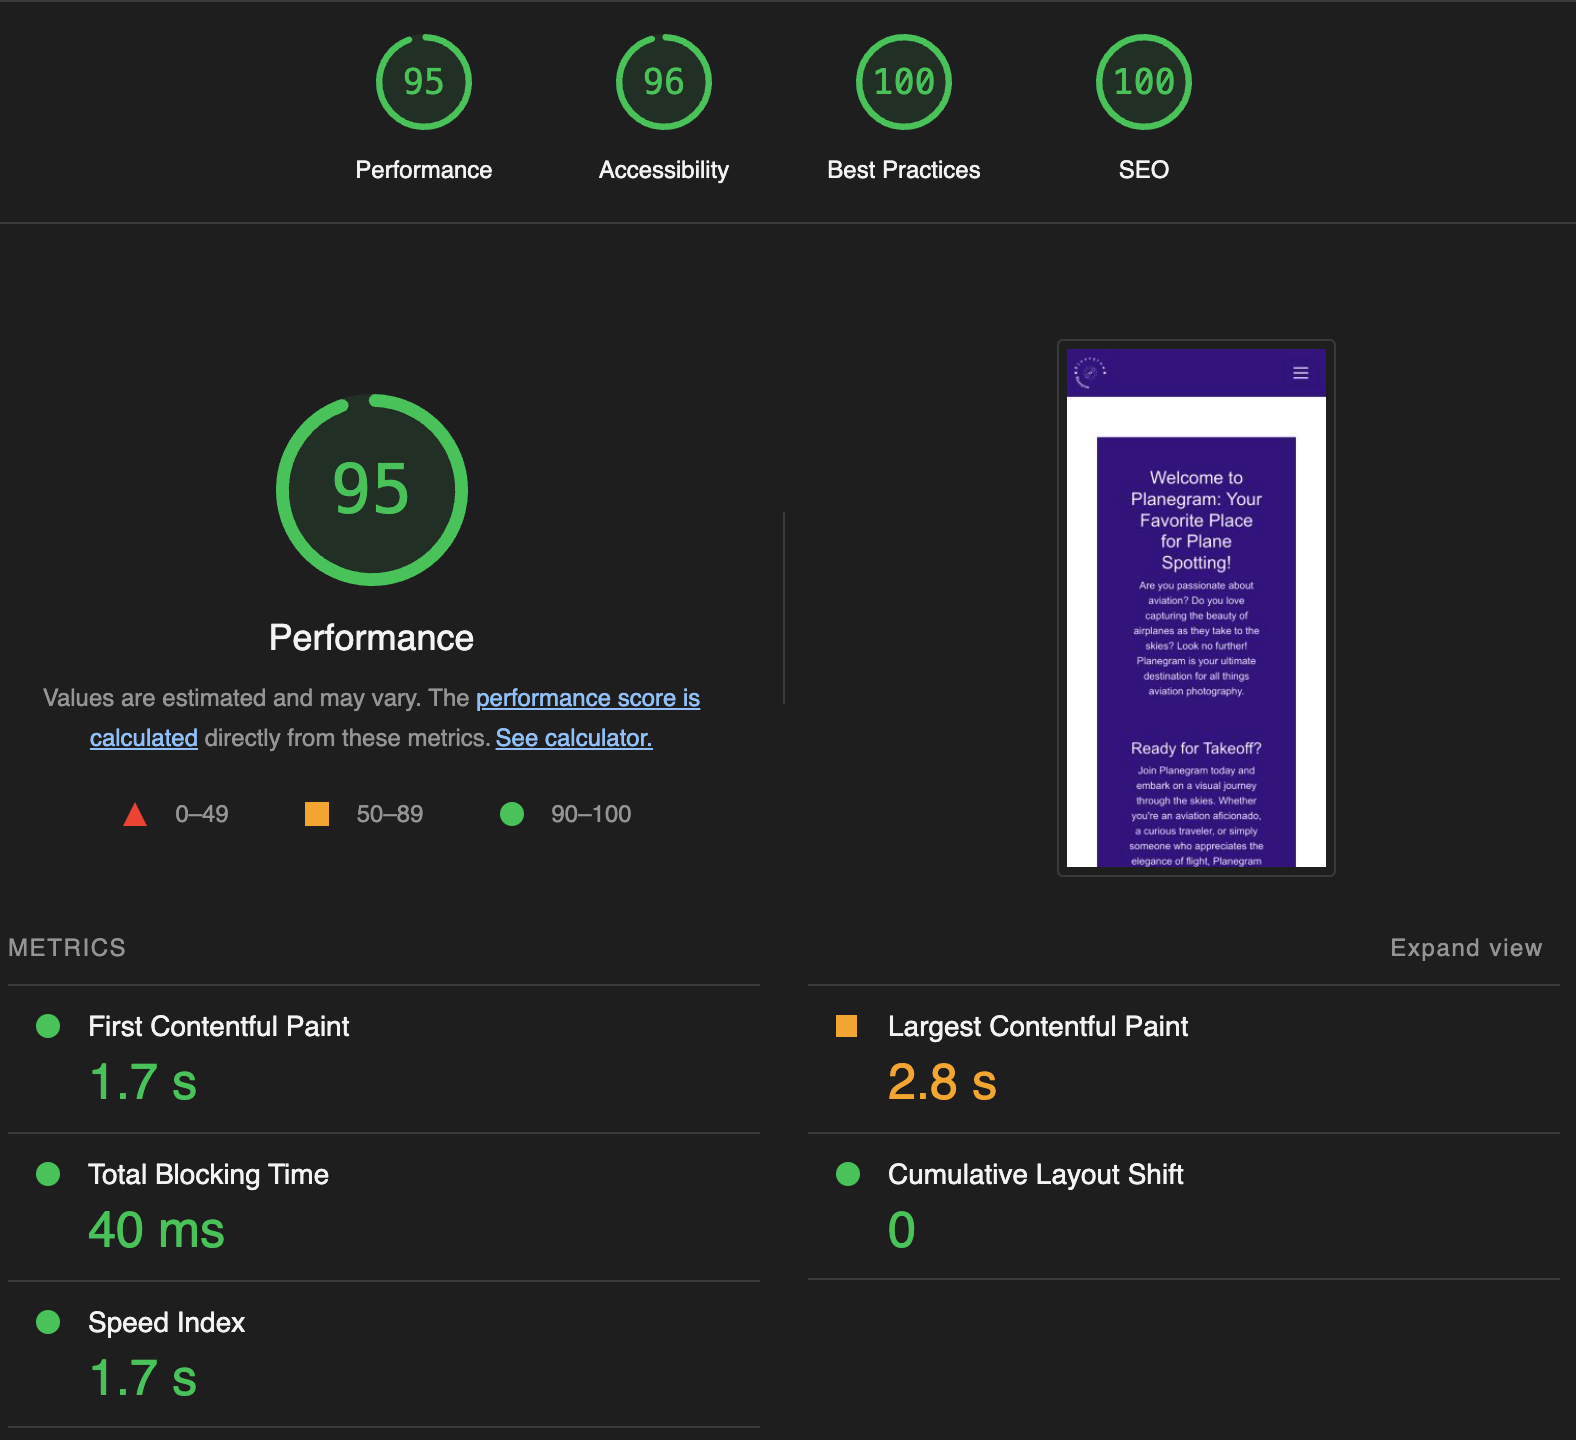 95
96
100
100
Performance
Accessibility
Best Practices
SEO
95
Performance
Values are estimated and may vary. The performance score is
calculated directly from these metrics. See calculator.
0–49
50–89
90–100
Welcome to
Planegram: Your
Favorite Place
for Plane
Spotting!
Are you passionate about
aviation? Do you love
capturing the beauty of
airplanes as they take to the
skies? Look no further!
Planegram is your ultimate
destination for all things
aviation photography.
Ready for Takeoff?
Join Planegram today and
embark on a visual journey
through the skies. Whether
you're an aviation aficionado,
a curious traveler, or simply
someone who appreciates the
elegance of flight, Planegram
METRICS
Expand view
First Contentful Paint
1.7 s
Largest Contentful Paint
2.8 s
Total Blocking Time
40 ms
Cumulative Layout Shift
0
Speed Index
1.7 s